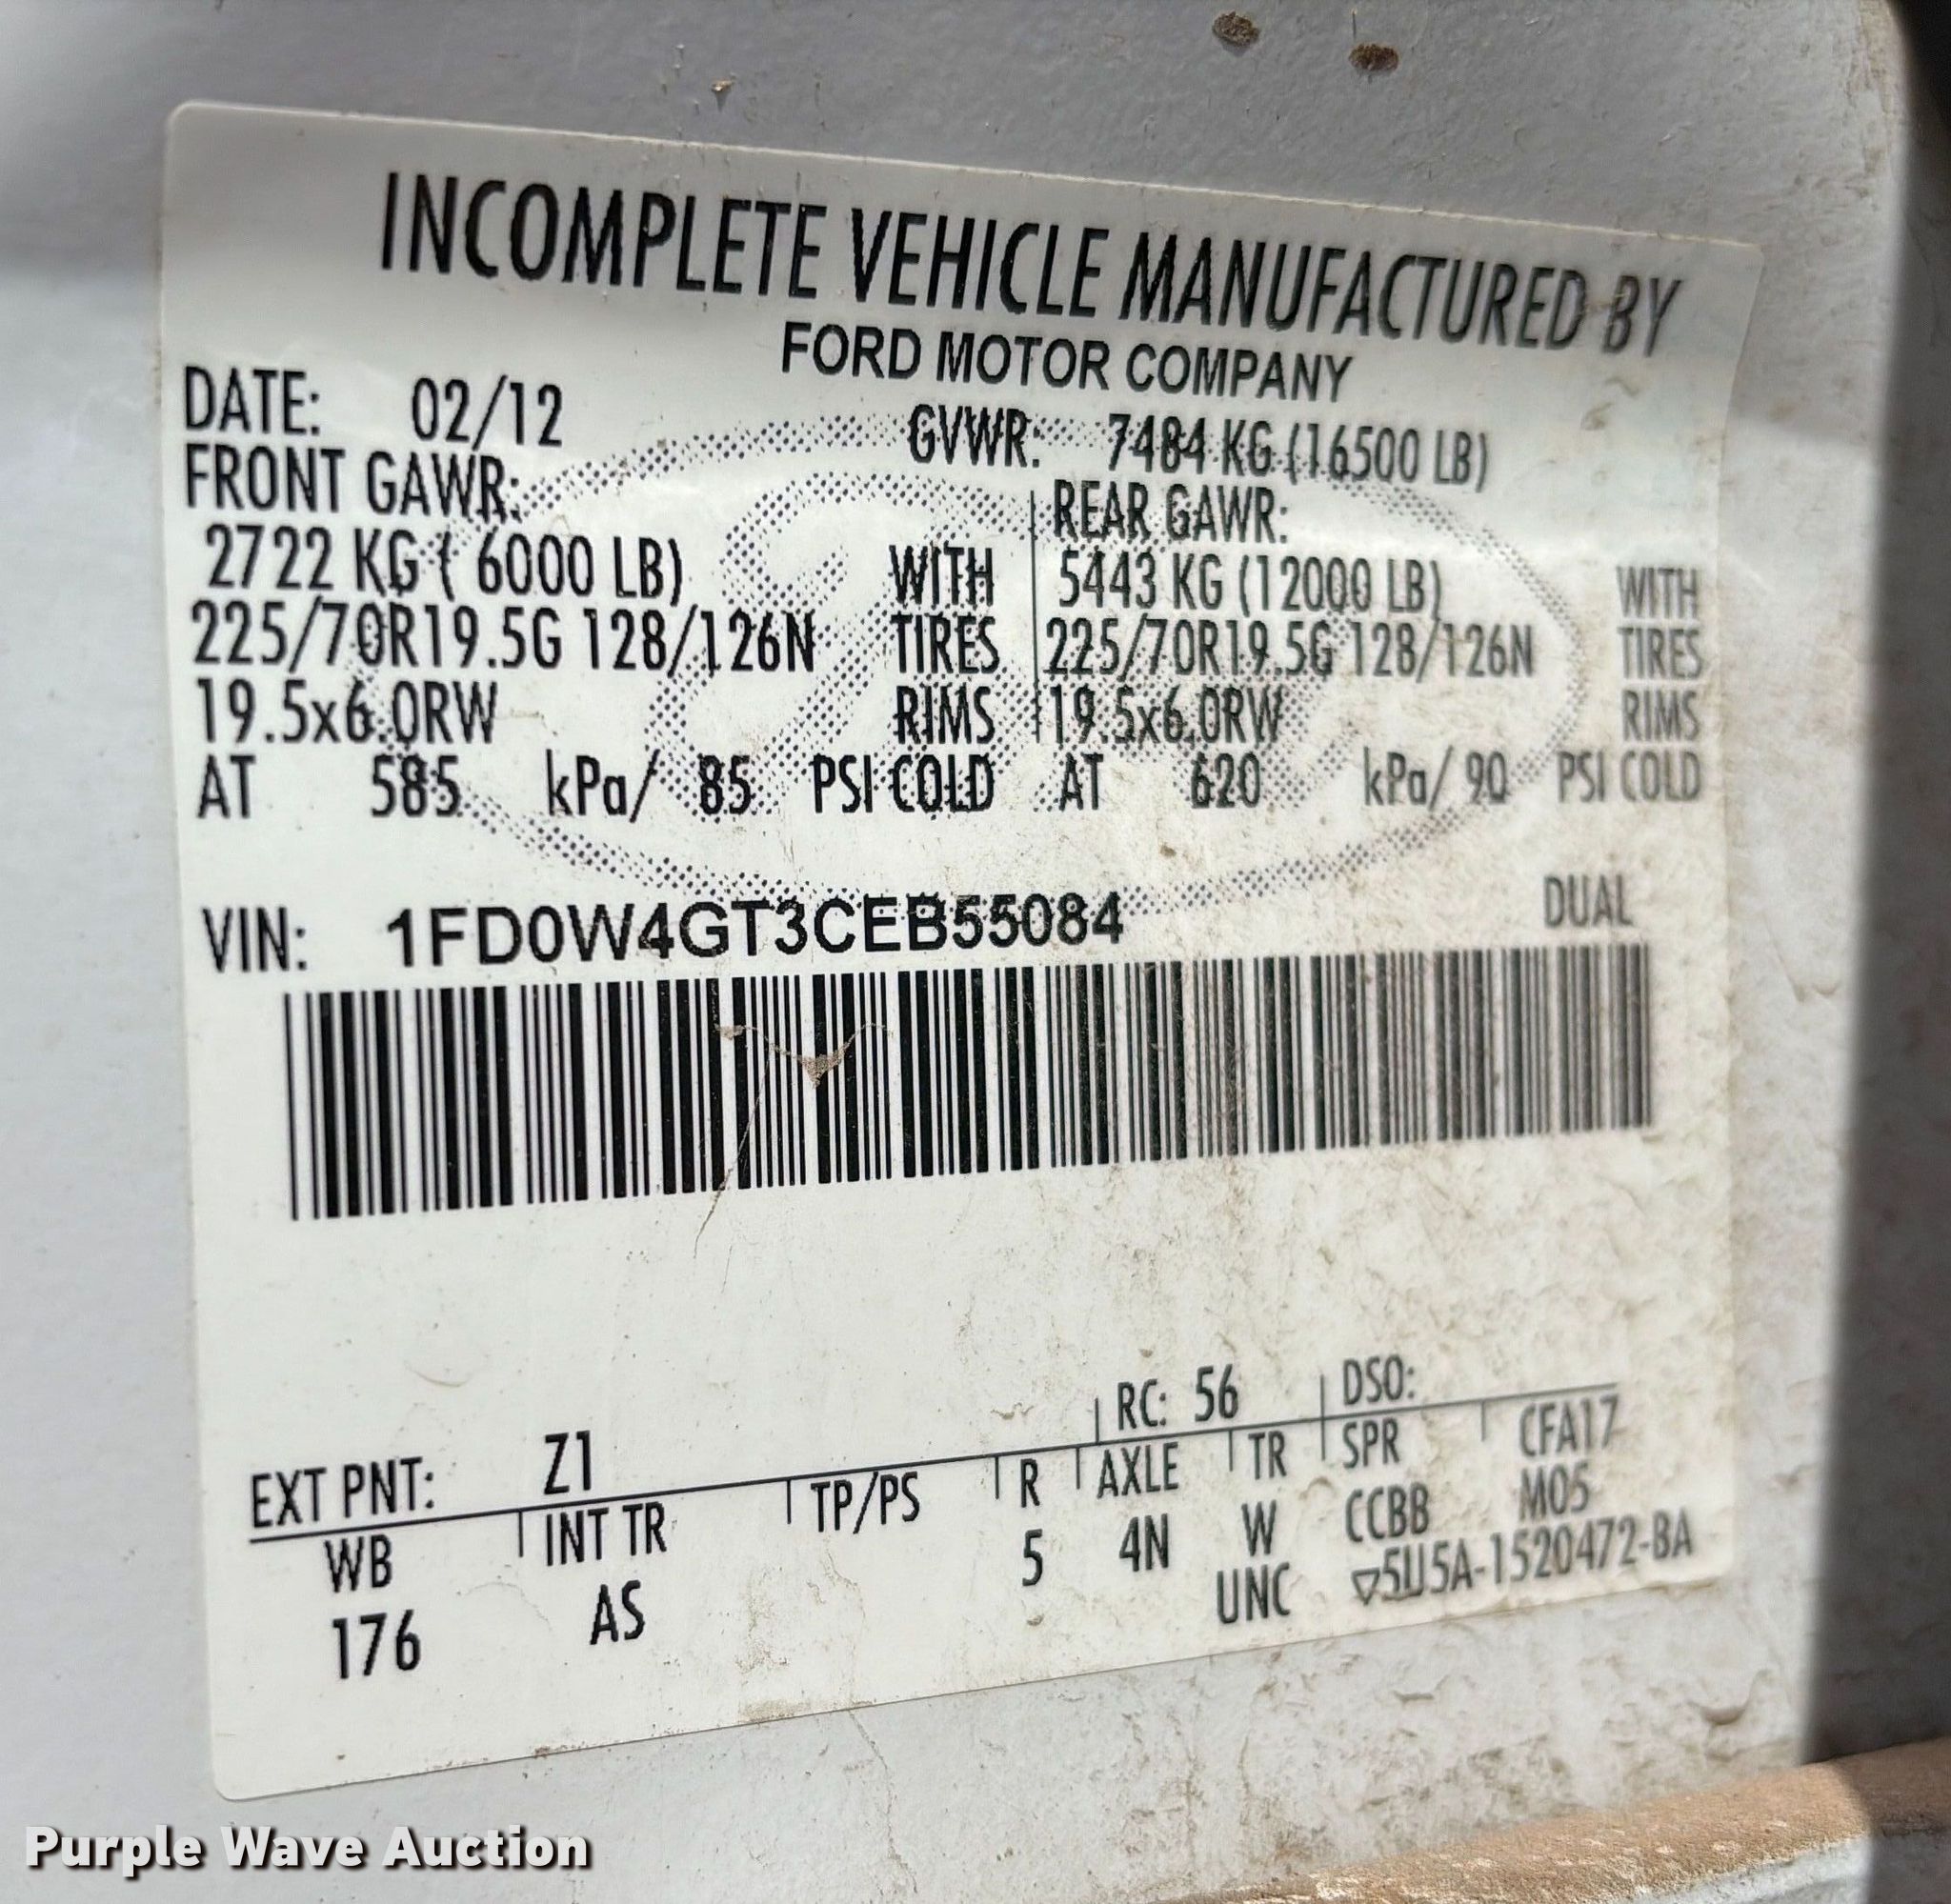 INCOMPLETE VEHICLE MANUFACTURED BY
FORD MOTOR COMPANY
DATE: 02/12 GVWR: 7484 KG (16500 LB)
FRONT GAWR: REAR GAWR:
2722 KG ( 6000 LB) WITH 5443 KG (12000 LB) WITH
225/70R19.5G 128/126N TIRES 225/70R19.5G 128/126N TIRES
19.5x6.0RW RIMS 19.5x6.0RW RIMS
AT 585 kPa/ 85 PSI COLD AT 620 kPa/ 90 PSI COLD
VIN: 1FD0W4GT3CEB55084 DUAL
EXT PNT: Z1 RC: 56 DSO:
WB INT TR TP/PS R AXLE TR SPR CFA17
176 AS 5 4N W CCBB M05
UNC ▽5U5A-1520472-BA
Purple Wave Auction